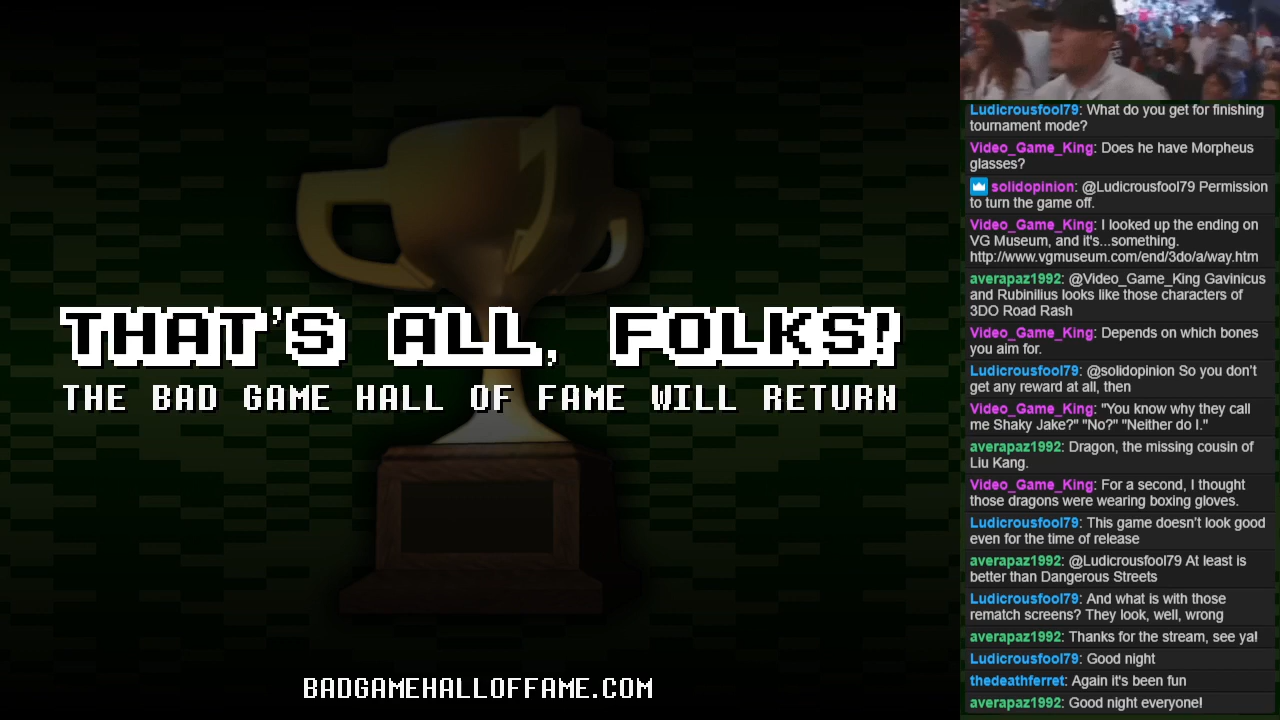 THAT'S ALL, FOLKS!
THE BAD GAME HALL OF FAME WILL RETURN
BADGAMEHALLOFFAME.COM
Ludicrousfool79: What do you get for finishing
tournament mode?
Video_Game_King: Does he have Morpheus
glasses?
solidopinion: @Ludicrousfool79 Permission
to turn the game off.
Video_Game_King: I looked up the ending on
VG Museum, and it's...something.
http://www.vgmuseum.com/end/3do/a/way.htm
averapaz1992: @Video_Game_King Gavinicus
and Rubinilius looks like those characters of
3DO Road Rash
Video_Game_King: Depends on which bones
you aim for.
Ludicrousfool79: @solidopinion So you don't
get any reward at all, then
Video_Game_King: "You know why they call
me Shaky Jake?" "No?" "Neither do I."
averapaz1992: Dragon, the missing cousin of
Liu Kang.
Video_Game_King: For a second, I thought
those dragons were wearing boxing gloves.
Ludicrousfool79: This game doesn't look good
even for the time of release
averapaz1992: @Ludicrousfool79 At least is
better than Dangerous Streets
Ludicrousfool79: And what is with those
rematch screens? They look, well, wrong
averapaz1992: Thanks for the stream, see ya!
Ludicrousfool79: Good night
thedeathferret: Again it's been fun
averapaz1992: Good night everyone!